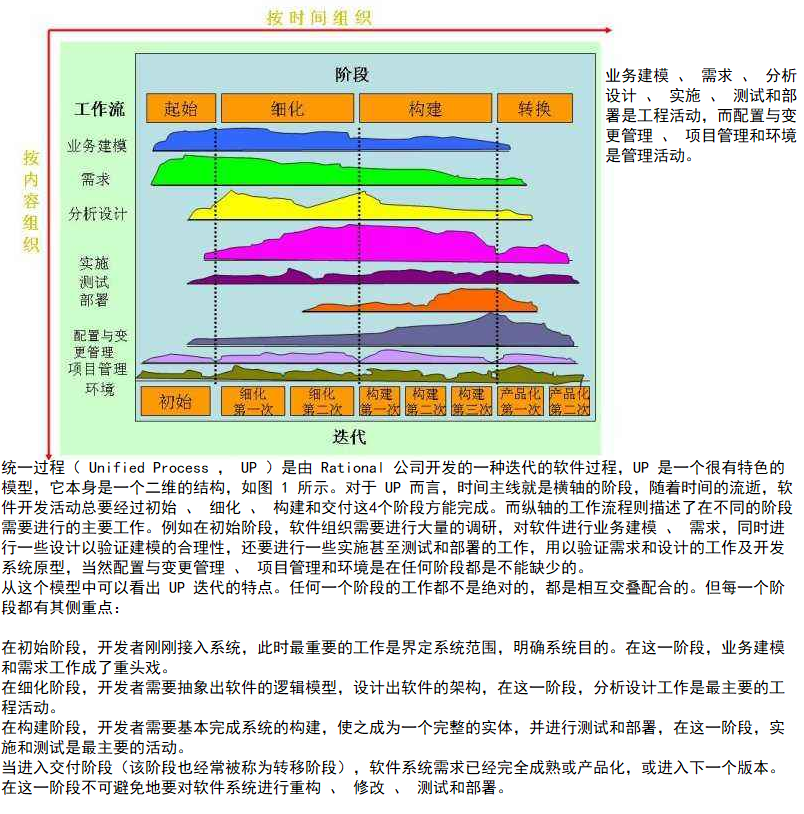 按时间组织
阶段
工作流
起始
细化
构建
转换
按内容组织
业务建模
需求
分析设计
实施
测试
部署
配置与变
更管理
项目管理
环境
初始
细化
第一次
细化
第二次
构建
第一次
构建
第二次
构建
第三次
产品化
第一次
产品化
第二次
迭代
业务建模 、 需求 、 分析
设计 、 实施 、 测试和部
署是工程活动，而配置与变
更管理 、 项目管理和环境
是管理活动。
统一过程（ Unified Process ， UP ）是由 Rational 公司开发的一种迭代的软件过程，UP 是一个很有特色的
模型，它本身是一个二维的结构，如图 1 所示。对于 UP 而言，时间主线就是横轴的阶段，随着时间的流逝，软
件开发活动总要经过初始 、 细化 、 构建和交付这4个阶段方能完成。而纵轴的工作流程则描述了在不同的阶段
需要进行的主要工作。例如在初始阶段，软件组织需要进行大量的调研，对软件进行业务建模 、 需求，同时进
行一些设计以验证建模的合理性，还要进行一些实施甚至测试和部署的工作，用以验证需求和设计的工作及开发
系统原型，当然配置与变更管理 、 项目管理和环境是在任何阶段都是不能缺少的。
从这个模型中可以看出 UP 迭代的特点。任何一个阶段的工作都不是绝对的，都是相互交叠配合的。但每一个阶
段都有其侧重点：
在初始阶段，开发者刚刚接入系统，此时最重要的工作是界定系统范围，明确系统目的。在这一阶段，业务建模
和需求工作成了重头戏。
在细化阶段，开发者需要抽象出软件的逻辑模型，设计出软件的架构，在这一阶段，分析设计工作是最主要的工
程活动。
在构建阶段，开发者需要基本完成系统的构建，使之成为一个完整的实体，并进行测试和部署，在这一阶段，实
施和测试是最主要的活动。
当进入交付阶段（该阶段也经常被称为转移阶段），软件系统需求已经完全成熟或产品化，或进入下一个版本。
在这一阶段不可避免地要对软件系统进行重构 、 修改 、 测试和部署。